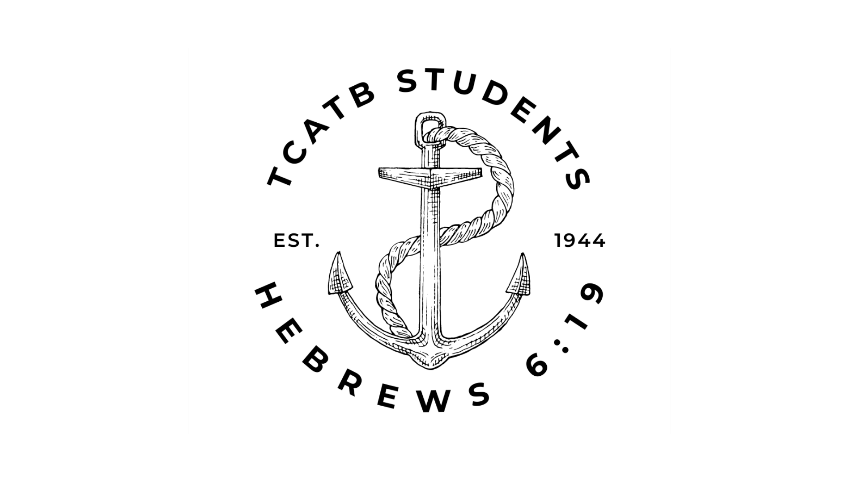 TCATB STUDENTS
EST. 1944
HEBREWS 6:19